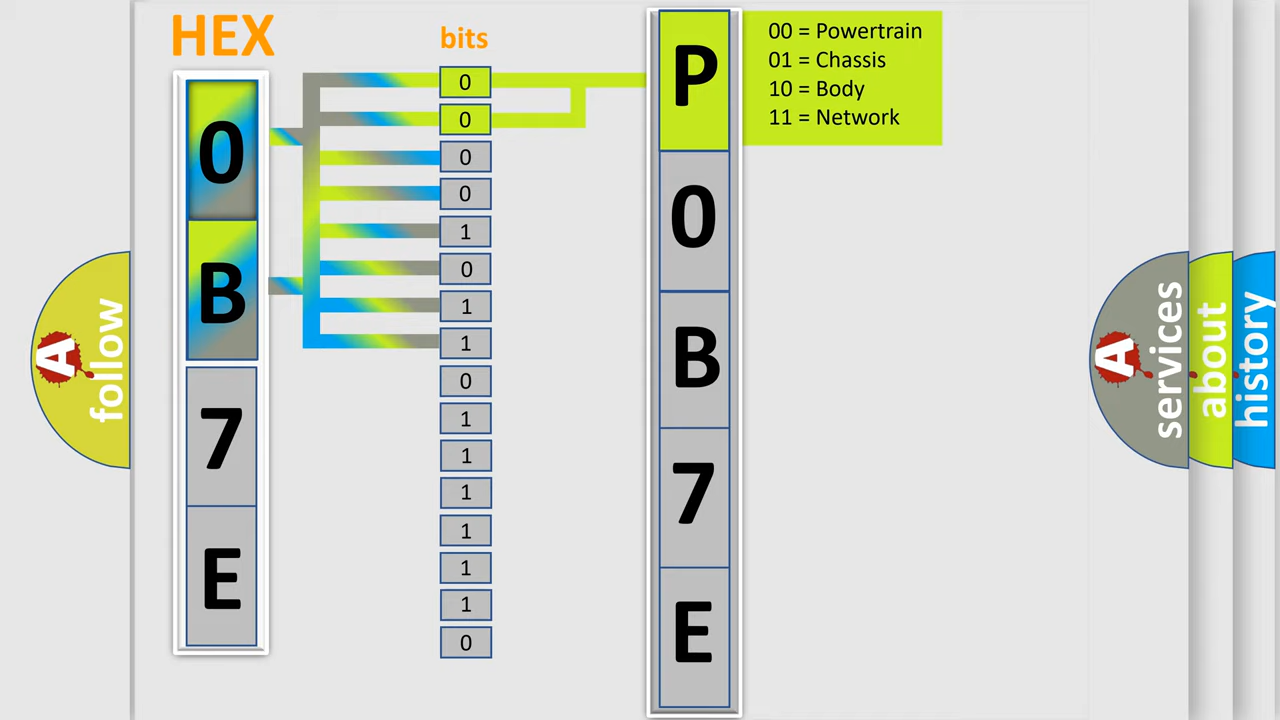 HEX
bits
0
B
7
E
0
0
0
0
1
0
1
1
0
1
1
1
1
1
1
0
P
0
B
7
E
00 = Powertrain
01 = Chassis
10 = Body
11 = Network
A
follow
A
services
about
history